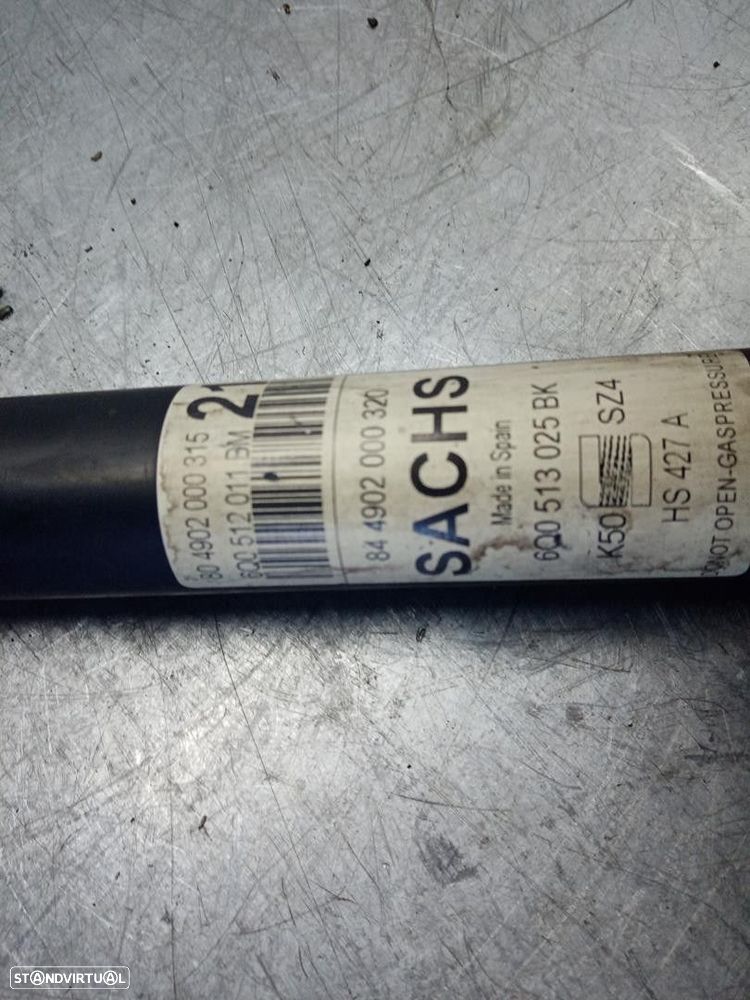 80 4902 000 315
6Q0 512 011 BM
84 4902 000 320
SACHS
Made in Spain
6Q0 513 025 BK
K50 SZ4
HS 427 A
NOT OPEN-GASPRESSURE
STANDVIRTUAL